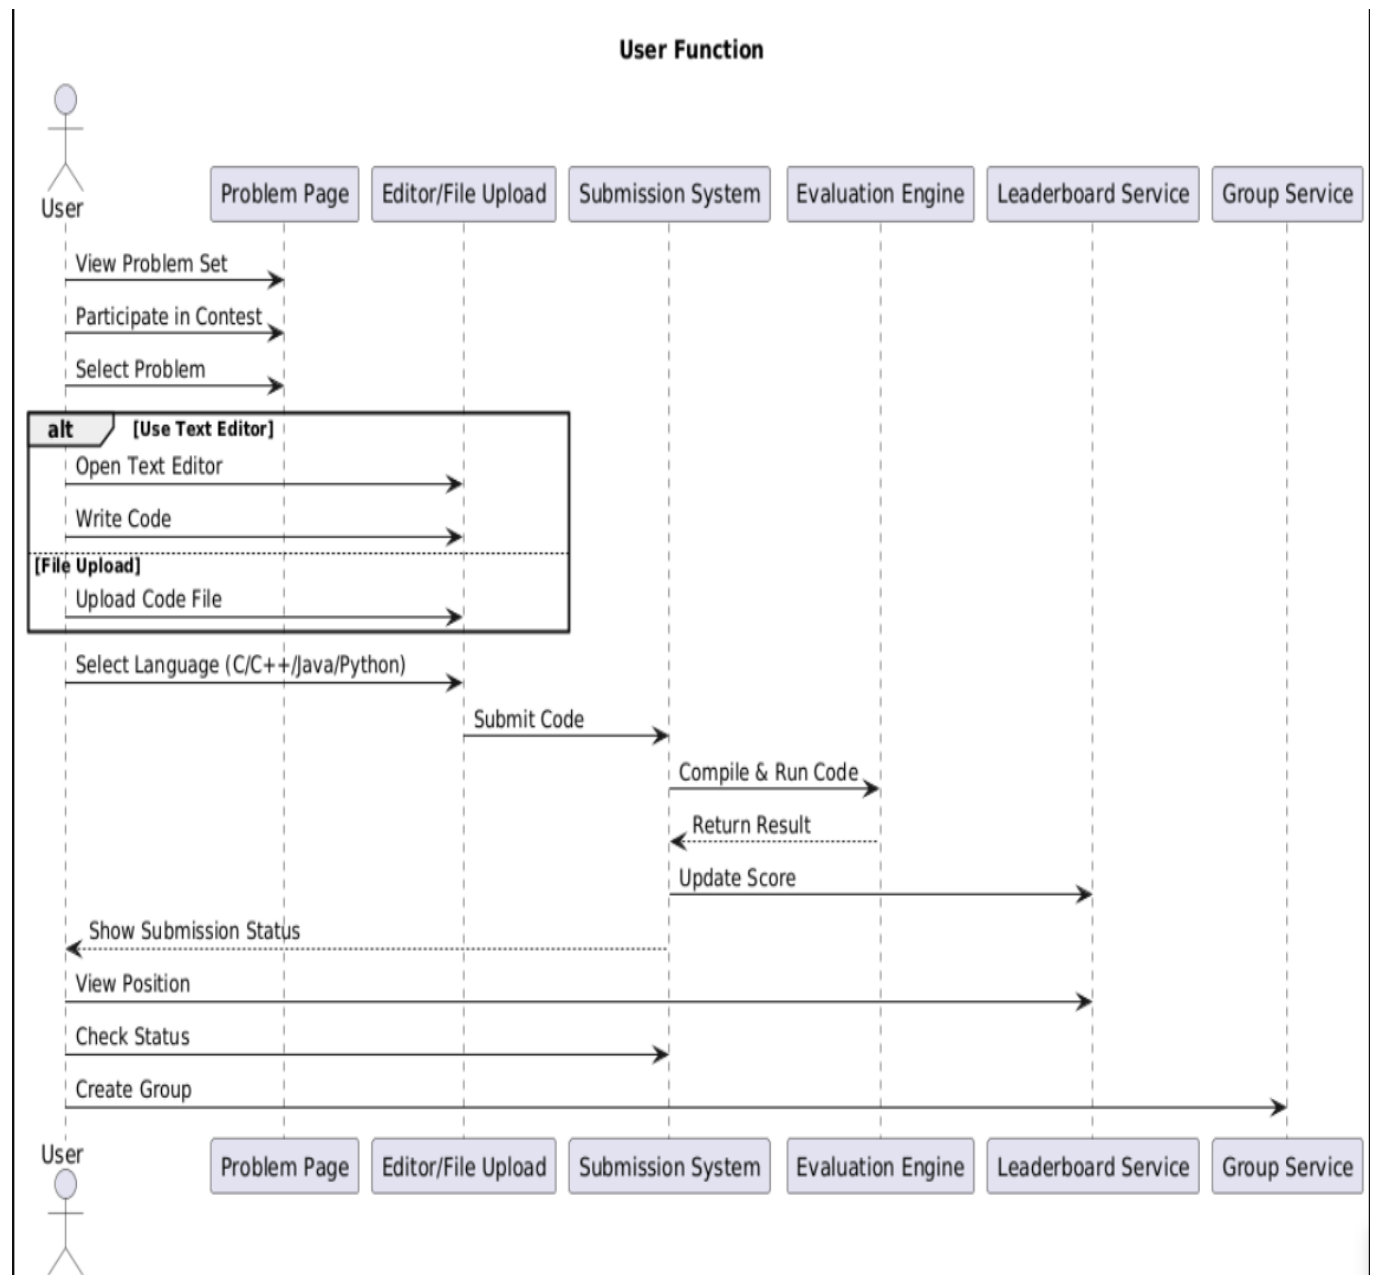 User Function
User
Problem Page
Editor/File Upload
Submission System
Evaluation Engine
Leaderboard Service
Group Service
View Problem Set
Participate in Contest
Select Problem
alt [Use Text Editor]
Open Text Editor
Write Code
[File Upload]
Upload Code File
Select Language (C/C++/Java/Python)
Submit Code
Compile & Run Code
Return Result
Update Score
Show Submission Status
View Position
Check Status
Create Group
User
Problem Page
Editor/File Upload
Submission System
Evaluation Engine
Leaderboard Service
Group Service